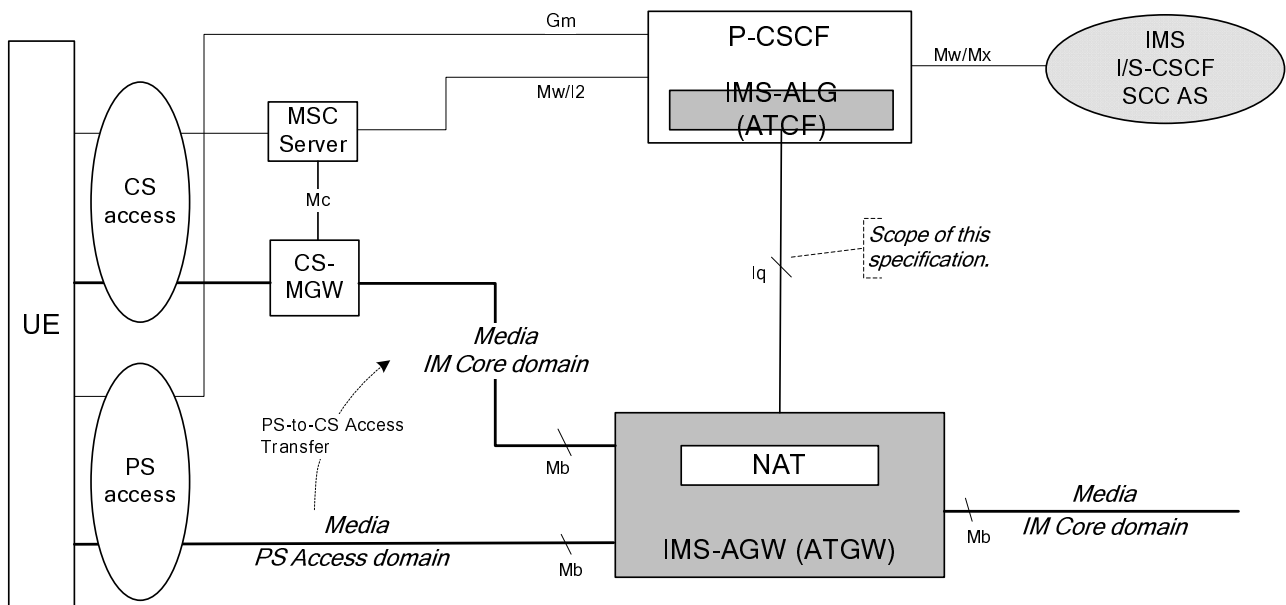 Gm
P-CSCF
IMS-ALG
(ATCF)
Mw/Mx
IMS
I/S-CSCF
SCC AS
Mw/I2
MSC
Server
CS
access
Mc
CS-
MGW
Scope of this
specification.
Iq
UE
Media
IM Core domain
PS-to-CS Access
Transfer
PS
access
Mb
NAT
Media
IM Core domain
Mb
Media
PS Access domain
Mb
IMS-AGW (ATGW)